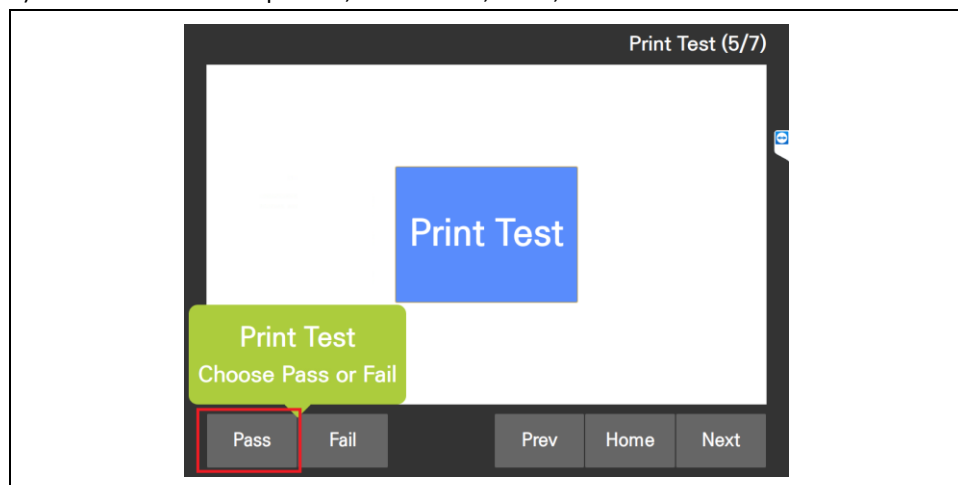 Print Test (5/7)
Print Test
Print Test
Choose Pass or Fail
Pass Fail Prev Home Next